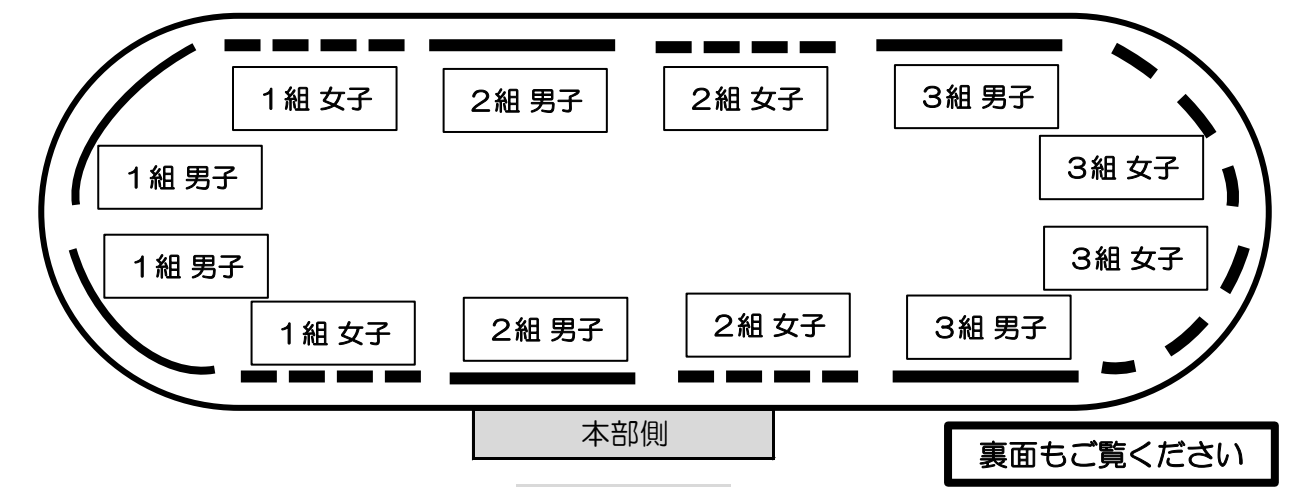 １組 女子
２組 男子
２組 女子
３組 男子
１組 男子
３組 女子
１組 男子
３組 女子
１組 女子
２組 男子
２組 女子
３組 男子
本部側
裏面もご覧ください